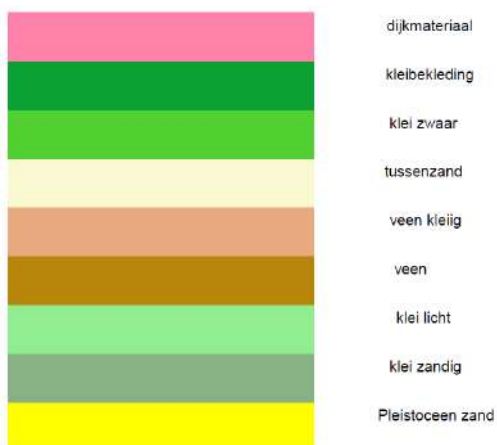 dijkmateriaal
kleibekleding
klei zwaar
tussenzand
veen kleiig
veen
klei licht
klei zandig
Pleistoceen zand